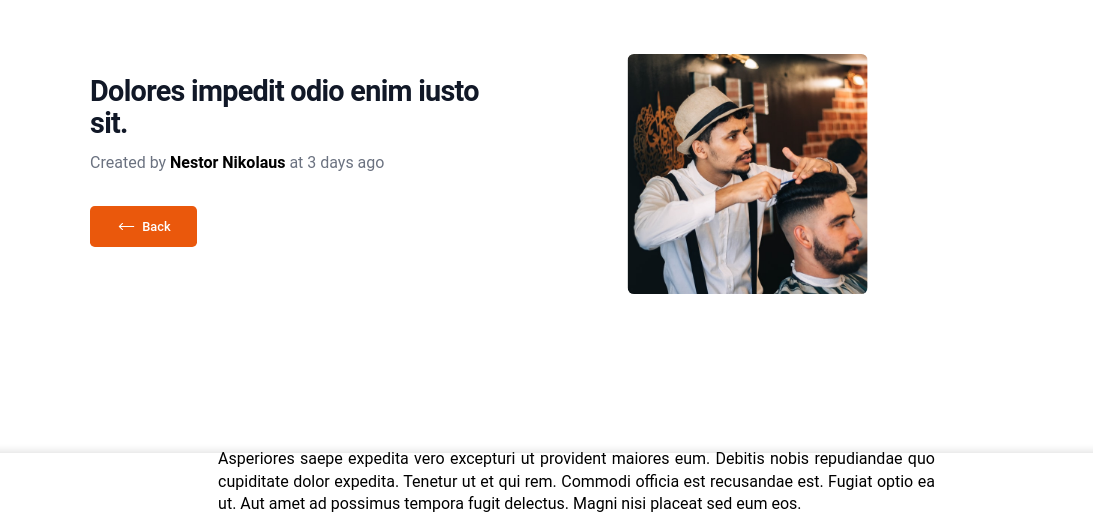 Dolores impedit odio enim iusto
sit.
Created by Nestor Nikolaus at 3 days ago
Back
Asperiores saepe expedita vero excepturi ut provident maiores eum. Debitis nobis repudiandae quo
cupiditate dolor expedita. Tenetur ut et qui rem. Commodi officia est recusandae est. Fugiat optio ea
ut. Aut amet ad possimus tempora fugit delectus. Magni nisi placeat sed eum eos.